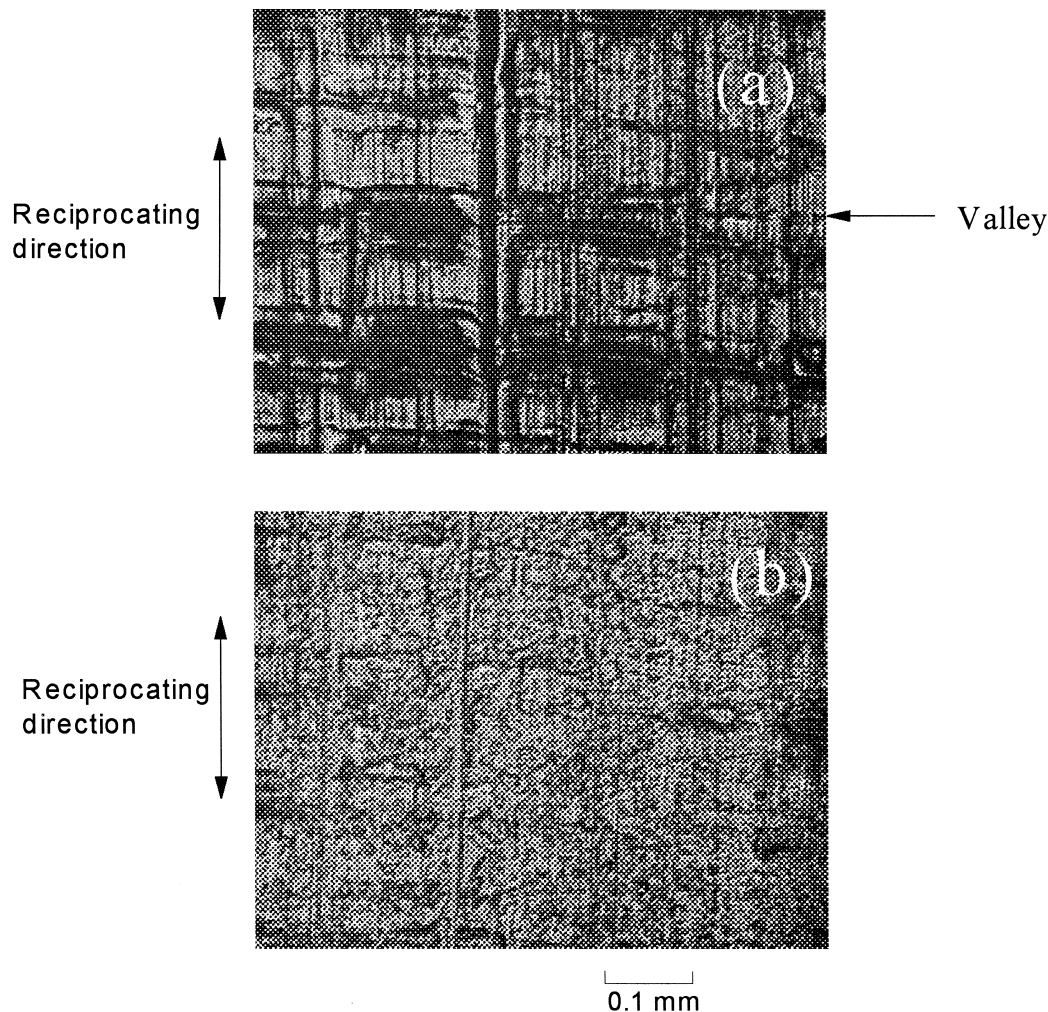 (a)
Reciprocating
direction
Valley
(b)
Reciprocating
direction
0.1 mm